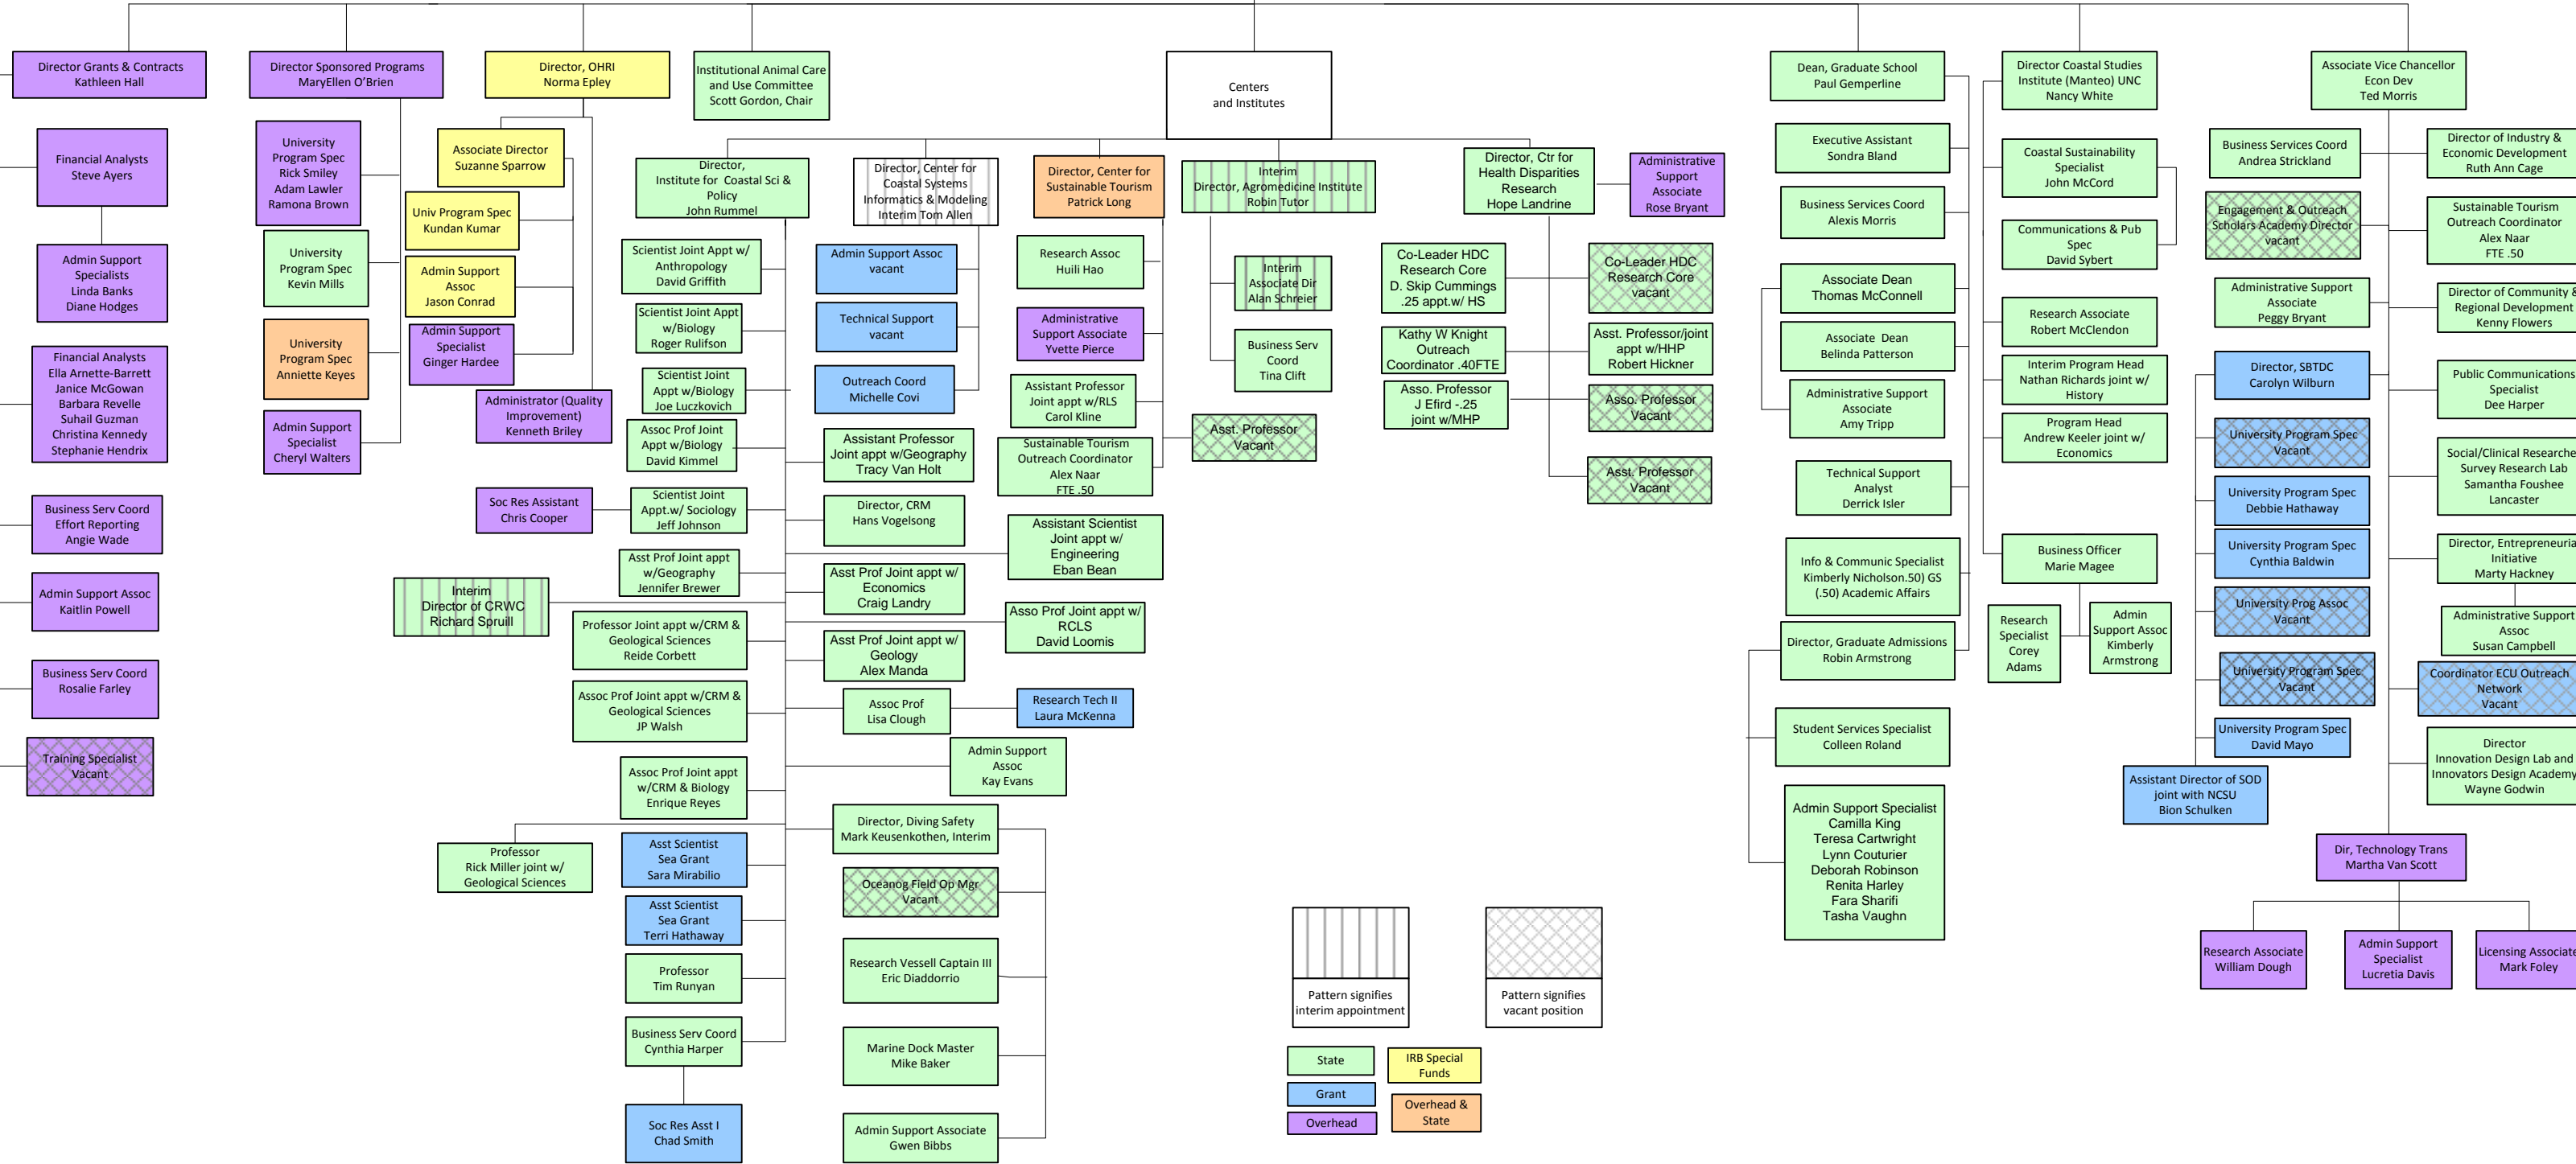 Director Grants & Contracts
Kathleen Hall
Financial Analysts
Steve Ayers
Admin Support
Specialists
Linda Banks
Diane Hodges
Financial Analysts
Ella Arnette-Barrett
Janice McGowan
Barbara Revelle
Suhail Guzman
Christina Kennedy
Stephanie Hendrix
Business Serv Coord
Effort Reporting
Angie Wade
Admin Support Assoc
Kaitlin Powell
Business Serv Coord
Rosalie Farley
Training Specialist
Vacant
Director Sponsored Programs
MaryEllen O’Brien
University
Program Spec
Rick Smiley
Adam Lawler
Ramona Brown
University
Program Spec
Kevin Mills
University
Program Spec
Anniette Keyes
Admin Support
Specialist
Cheryl Walters
Director, OHRI
Norma Epley
Associate Director
Suzanne Sparrow
Univ Program Spec
Kundan Kumar
Admin Support
Assoc
Jason Conrad
Admin Support
Specialist
Ginger Hardee
Administrator (Quality
Improvement)
Kenneth Briley
Institutional Animal Care
and Use Committee
Scott Gordon, Chair
Centers
and Institutes
Director,
Institute for  Coastal Sci &
Policy
John Rummel
Scientist Joint Appt w/
Anthropology
David Griffith
Scientist Joint Appt
w/Biology
Roger Rulifson
Scientist Joint
Appt w/Biology
Joe Luczkovich
Assoc Prof Joint
Appt w/Biology
David Kimmel
Soc Res Assistant
Chris Cooper
Scientist Joint
Appt.w/ Sociology
Jeff Johnson
Asst Prof Joint appt
w/Geography
Jennifer Brewer
Interim
Director of CRWC
Richard Spruill
Professor Joint appt w/CRM &
Geological Sciences
Reide Corbett
Assoc Prof Joint appt w/CRM &
Geological Sciences
JP Walsh
Assoc Prof Joint appt
w/CRM & Biology
Enrique Reyes
Professor
Rick Miller joint w/
Geological Sciences
Asst Scientist
Sea Grant
Sara Mirabilio
Asst Scientist
Sea Grant
Terri Hathaway
Professor
Tim Runyan
Business Serv Coord
Cynthia Harper
Soc Res Asst I
Chad Smith
Director, Center for
Coastal Systems
Informatics & Modeling
Interim Tom Allen
Admin Support Assoc
vacant
Technical Support
vacant
Outreach Coord
Michelle Covi
Assistant Professor
Joint appt w/Geography
Tracy Van Holt
Director, CRM
Hans Vogelsong
Assistant Scientist
Joint appt w/
Engineering
Eban Bean
Asst Prof Joint appt w/
Economics
Craig Landry
Asso Prof Joint appt w/
RCLS
David Loomis
Asst Prof Joint appt w/
Geology
Alex Manda
Assoc Prof
Lisa Clough
Research Tech II
Laura McKenna
Admin Support
Assoc
Kay Evans
Director, Diving Safety
Mark Keusenkothen, Interim
Oceanog Field Op Mgr
Vacant
Research Vessell Captain III
Eric Diaddorrio
Marine Dock Master
Mike Baker
Admin Support Associate
Gwen Bibbs
Director, Center for
Sustainable Tourism
Patrick Long
Research Assoc
Huili Hao
Administrative
Support Associate
Yvette Pierce
Assistant Professor
Joint appt w/RLS
Carol Kline
Sustainable Tourism
Outreach Coordinator
Alex Naar
FTE .50
Asst. Professor
Vacant
Interim
Director, Agromedicine Institute
Robin Tutor
Interim
Associate Dir
Alan Schreier
Business Serv
Coord
Tina Clift
Director, Ctr for
Health Disparities
Research
Hope Landrine
Administrative
Support
Associate
Rose Bryant
Co-Leader HDC
Research Core
D. Skip Cummings
.25 appt.w/ HS
Co-Leader HDC
Research Core
vacant
Kathy W Knight
Outreach
Coordinator .40FTE
Asst. Professor/joint
appt w/HHP
Robert Hickner
Asso. Professor
J Efird -.25
joint w/MHP
Asso. Professor
Vacant
Asst. Professor
Vacant
Pattern signifies
interim appointment
Pattern signifies
vacant position
State
IRB Special
Funds
Grant
Overhead
Overhead &
State
Dean, Graduate School
Paul Gemperline
Executive Assistant
Sondra Bland
Business Services Coord
Alexis Morris
Associate Dean
Thomas McConnell
Associate  Dean
Belinda Patterson
Administrative Support
Associate
Amy Tripp
Technical Support
Analyst
Derrick Isler
Info & Communic Specialist
Kimberly Nicholson.50) GS
(.50) Academic Affairs
Director, Graduate Admissions
Robin Armstrong
Student Services Specialist
Colleen Roland
Admin Support Specialist
Camilla King
Teresa Cartwright
Lynn Couturier
Deborah Robinson
Renita Harley
Fara Sharifi
Tasha Vaughn
Director Coastal Studies
Institute (Manteo) UNC
Nancy White
Coastal Sustainability
Specialist
John McCord
Communications & Pub
Spec
David Sybert
Research Associate
Robert McClendon
Interim Program Head
Nathan Richards joint w/
History
Program Head
Andrew Keeler joint w/
Economics
Business Officer
Marie Magee
Research
Specialist
Corey
Adams
Admin
Support Assoc
Kimberly
Armstrong
Associate Vice Chancellor
Econ Dev
Ted Morris
Business Services Coord
Andrea Strickland
Engagement & Outreach
Scholars Academy Director
vacant
Administrative Support
Associate
Peggy Bryant
Director, SBTDC
Carolyn Wilburn
University Program Spec
Vacant
University Program Spec
Debbie Hathaway
University Program Spec
Cynthia Baldwin
University Prog Assoc
Vacant
University Program Spec
Vacant
University Program Spec
David Mayo
Assistant Director of SOD
joint with NCSU
Bion Schulken
Director of Industry &
Economic Development
Ruth Ann Cage
Sustainable Tourism
Outreach Coordinator
Alex Naar
FTE .50
Director of Community &
Regional Development
Kenny Flowers
Public Communications
Specialist
Dee Harper
Social/Clinical Researche
Survey Research Lab
Samantha Foushee
Lancaster
Director, Entrepreneuria
Initiative
Marty Hackney
Administrative Support
Assoc
Susan Campbell
Coordinator ECU Outreach
Network
Vacant
Director
Innovation Design Lab and
Innovators Design Academy
Wayne Godwin
Dir, Technology Trans
Martha Van Scott
Research Associate
William Dough
Admin Support
Specialist
Lucretia Davis
Licensing Associate
Mark Foley